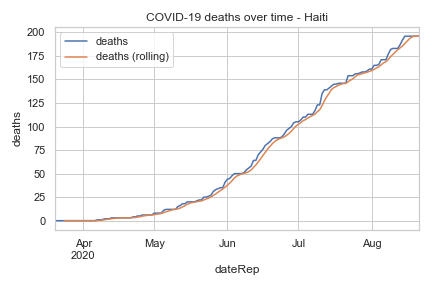 COVID-19 deaths over time - Haiti
deaths
deaths (rolling)
200
175
150
125
100
75
50
25
0
deaths
Apr
2020
May
Jun
Jul
Aug
dateRep